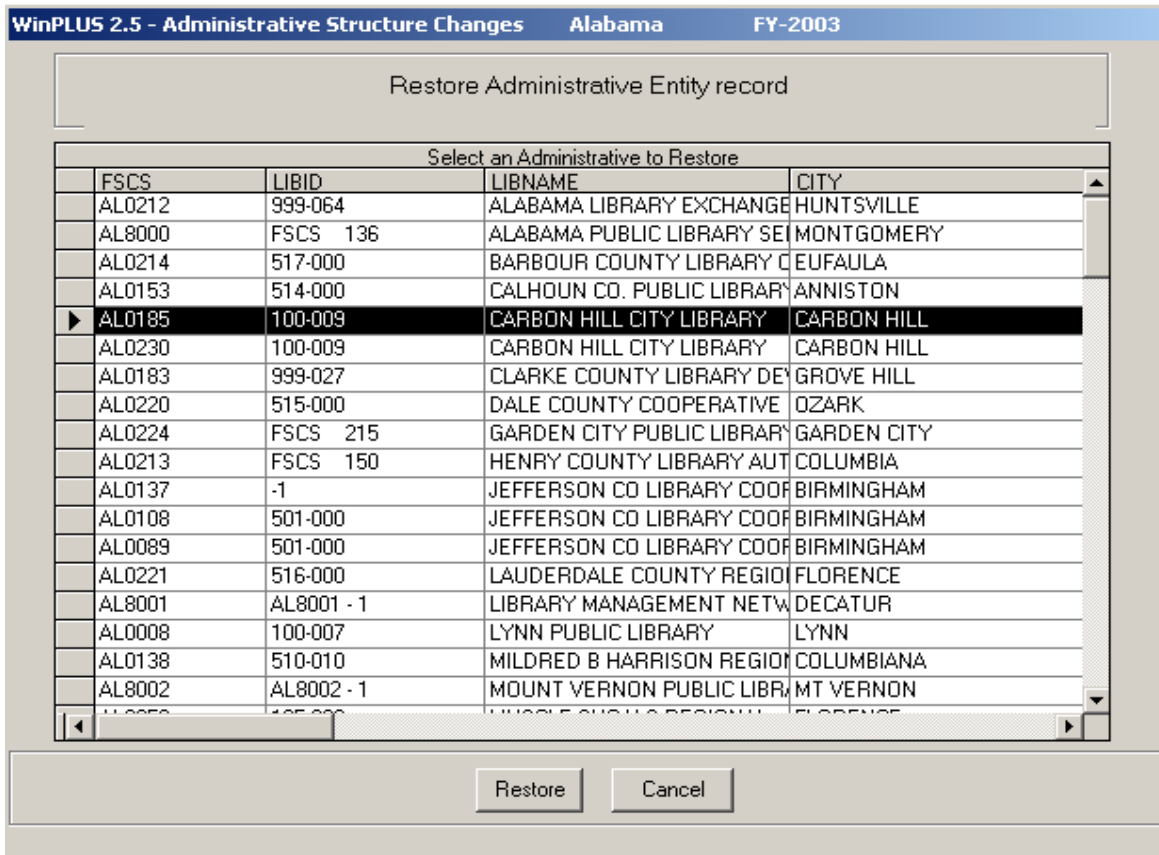 WinPLUS 2.5 - Administrative Structure Changes Alabama FY-2003
Restore Administrative Entity record
Select an Administrative to Restore
FSCS LIBID LIBNAME CITY
AL0212 999-064 ALABAMA LIBRARY EXCHANGE HUNTSVILLE
AL8000 FSCS 136 ALABAMA PUBLIC LIBRARY SE MONTGOMERY
AL0214 517-000 BARBOUR COUNTY LIBRARY C EUFAULA
AL0153 514-000 CALHOUN CO. PUBLIC LIBRARY ANNISTON
AL0185 100-009 CARBON HILL CITY LIBRARY CARBON HILL
AL0230 100-009 CARBON HILL CITY LIBRARY CARBON HILL
AL0183 999-027 CLARKE COUNTY LIBRARY DEV GROVE HILL
AL0220 515-000 DALE COUNTY COOPERATIVE OZARK
AL0224 FSCS 215 GARDEN CITY PUBLIC LIBRARY GARDEN CITY
AL0213 FSCS 150 HENRY COUNTY LIBRARY AUT COLUMBIA
AL0137 -1 JEFFERSON CO LIBRARY COOP BIRMINGHAM
AL0108 501-000 JEFFERSON CO LIBRARY COOP BIRMINGHAM
AL0089 501-000 JEFFERSON CO LIBRARY COOP BIRMINGHAM
AL0221 516-000 LAUDERDALE COUNTY REGIO FLORENCE
AL8001 AL8001 - 1 LIBRARY MANAGEMENT NETW DECATUR
AL0008 100-007 LYNN PUBLIC LIBRARY LYNN
AL0138 510-010 MILDRED B HARRISON REGION COLUMBIANA
AL8002 AL8002 - 1 MOUNT VERNON PUBLIC LIBR MT VERNON
Restore Cancel